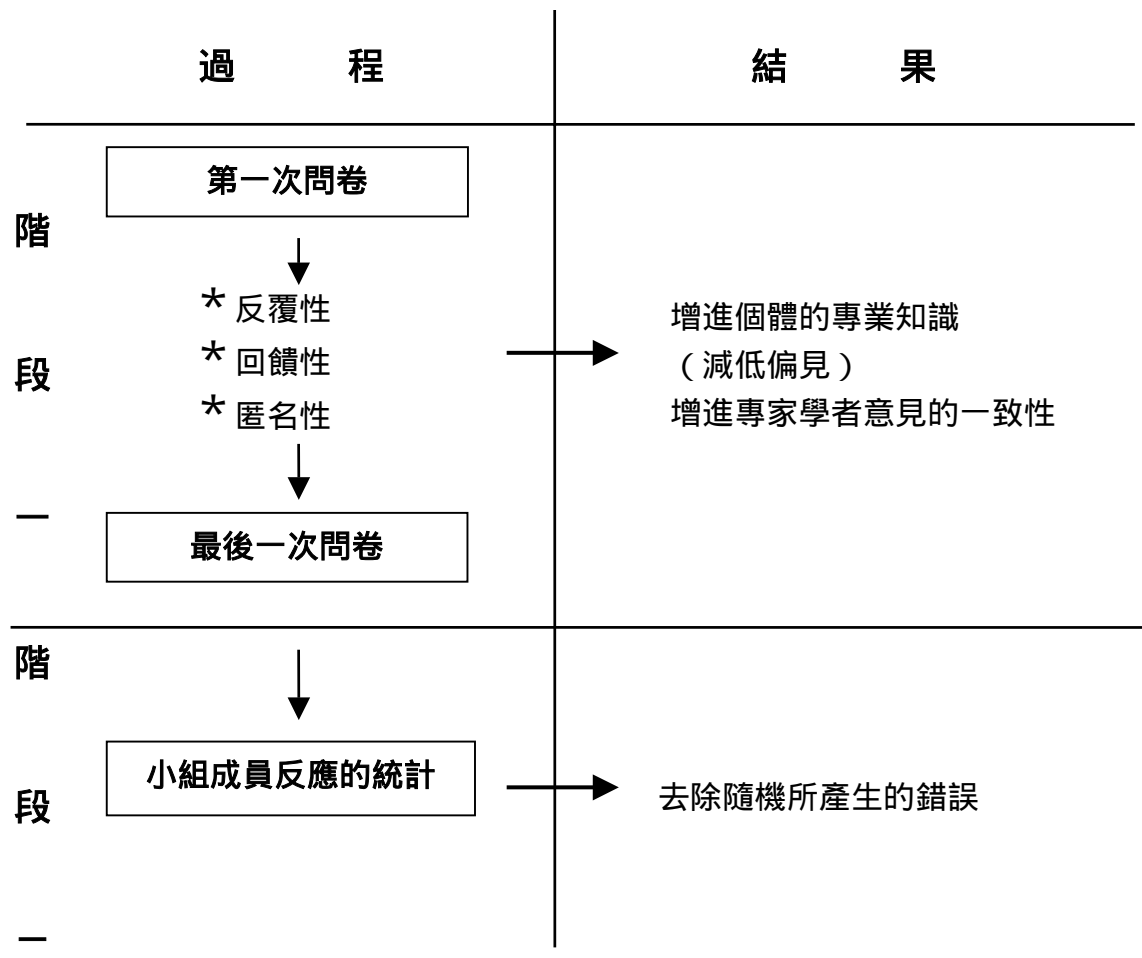 過 程
結 果
階
段
一
第一次問卷
* 反覆性
* 回饋性
* 匿名性
最後一次問卷
增進個體的專業知識
（減低偏見）
增進專家學者意見的一致性
階
段
小組成員反應的統計
去除隨機所產生的錯誤